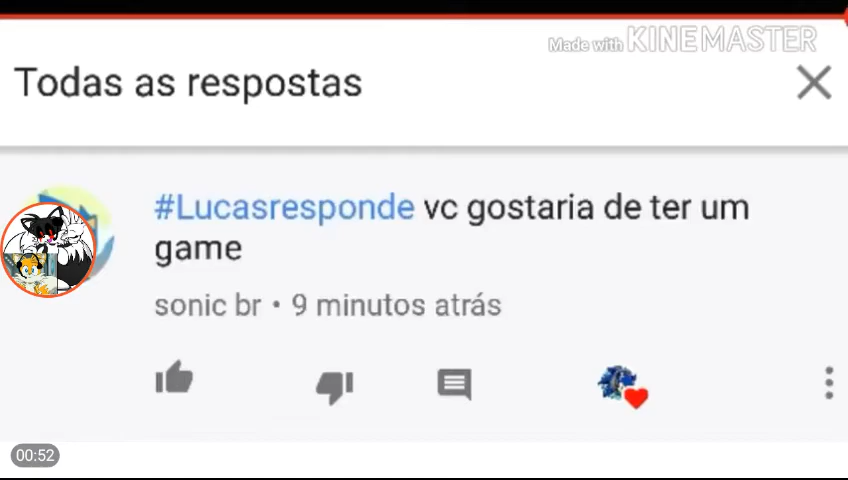 Made with KINEMASTER
Todas as respostas
#Lucasresponde vc gostaria de ter um
game
sonic br • 9 minutos atrás
00:52